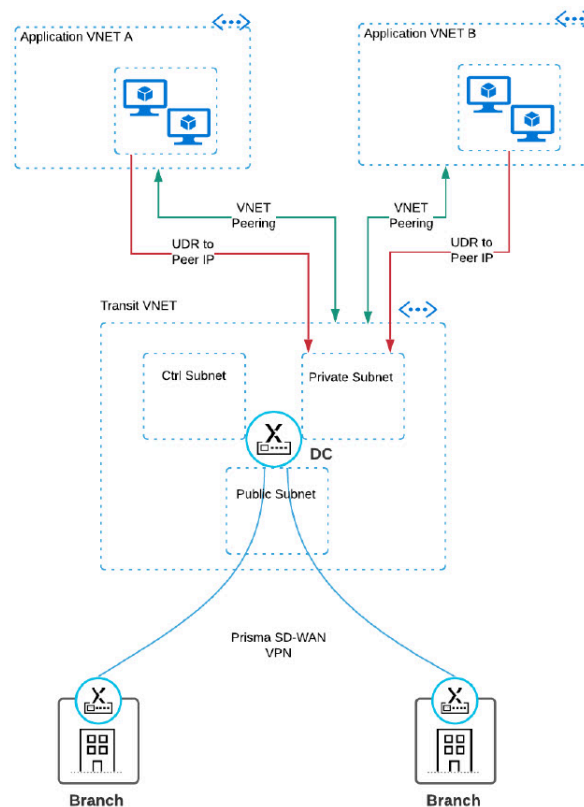 Application VNET A
Application VNET B
VNET
Peering
VNET
Peering
UDR to
Peer IP
UDR to
Peer IP
Transit VNET
Ctrl Subnet
Private Subnet
X
DC
Public Subnet
Prisma SD-WAN
VPN
X
X
Branch
Branch